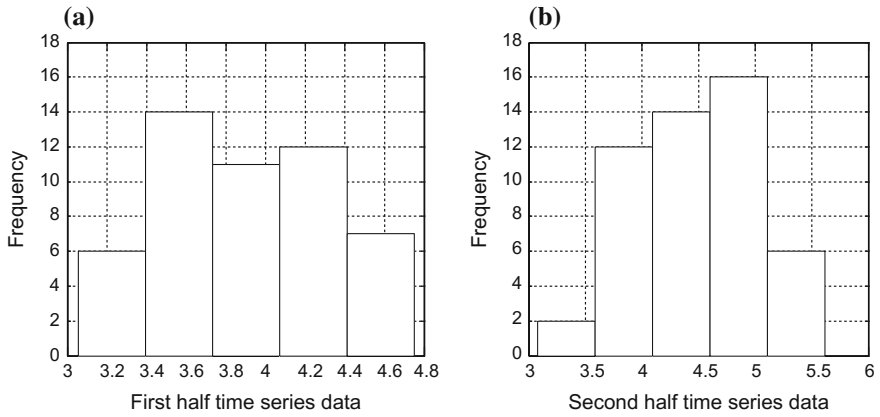 (a)
18
16
14
12
10
8
6
4
2
0
Frequency
3 3.2 3.4 3.6 3.8 4 4.2 4.4 4.6 4.8
First half time series data
(b)
18
16
14
12
10
8
6
4
2
0
Frequency
3 3.5 4 4.5 5 5.5 6
Second half time series data